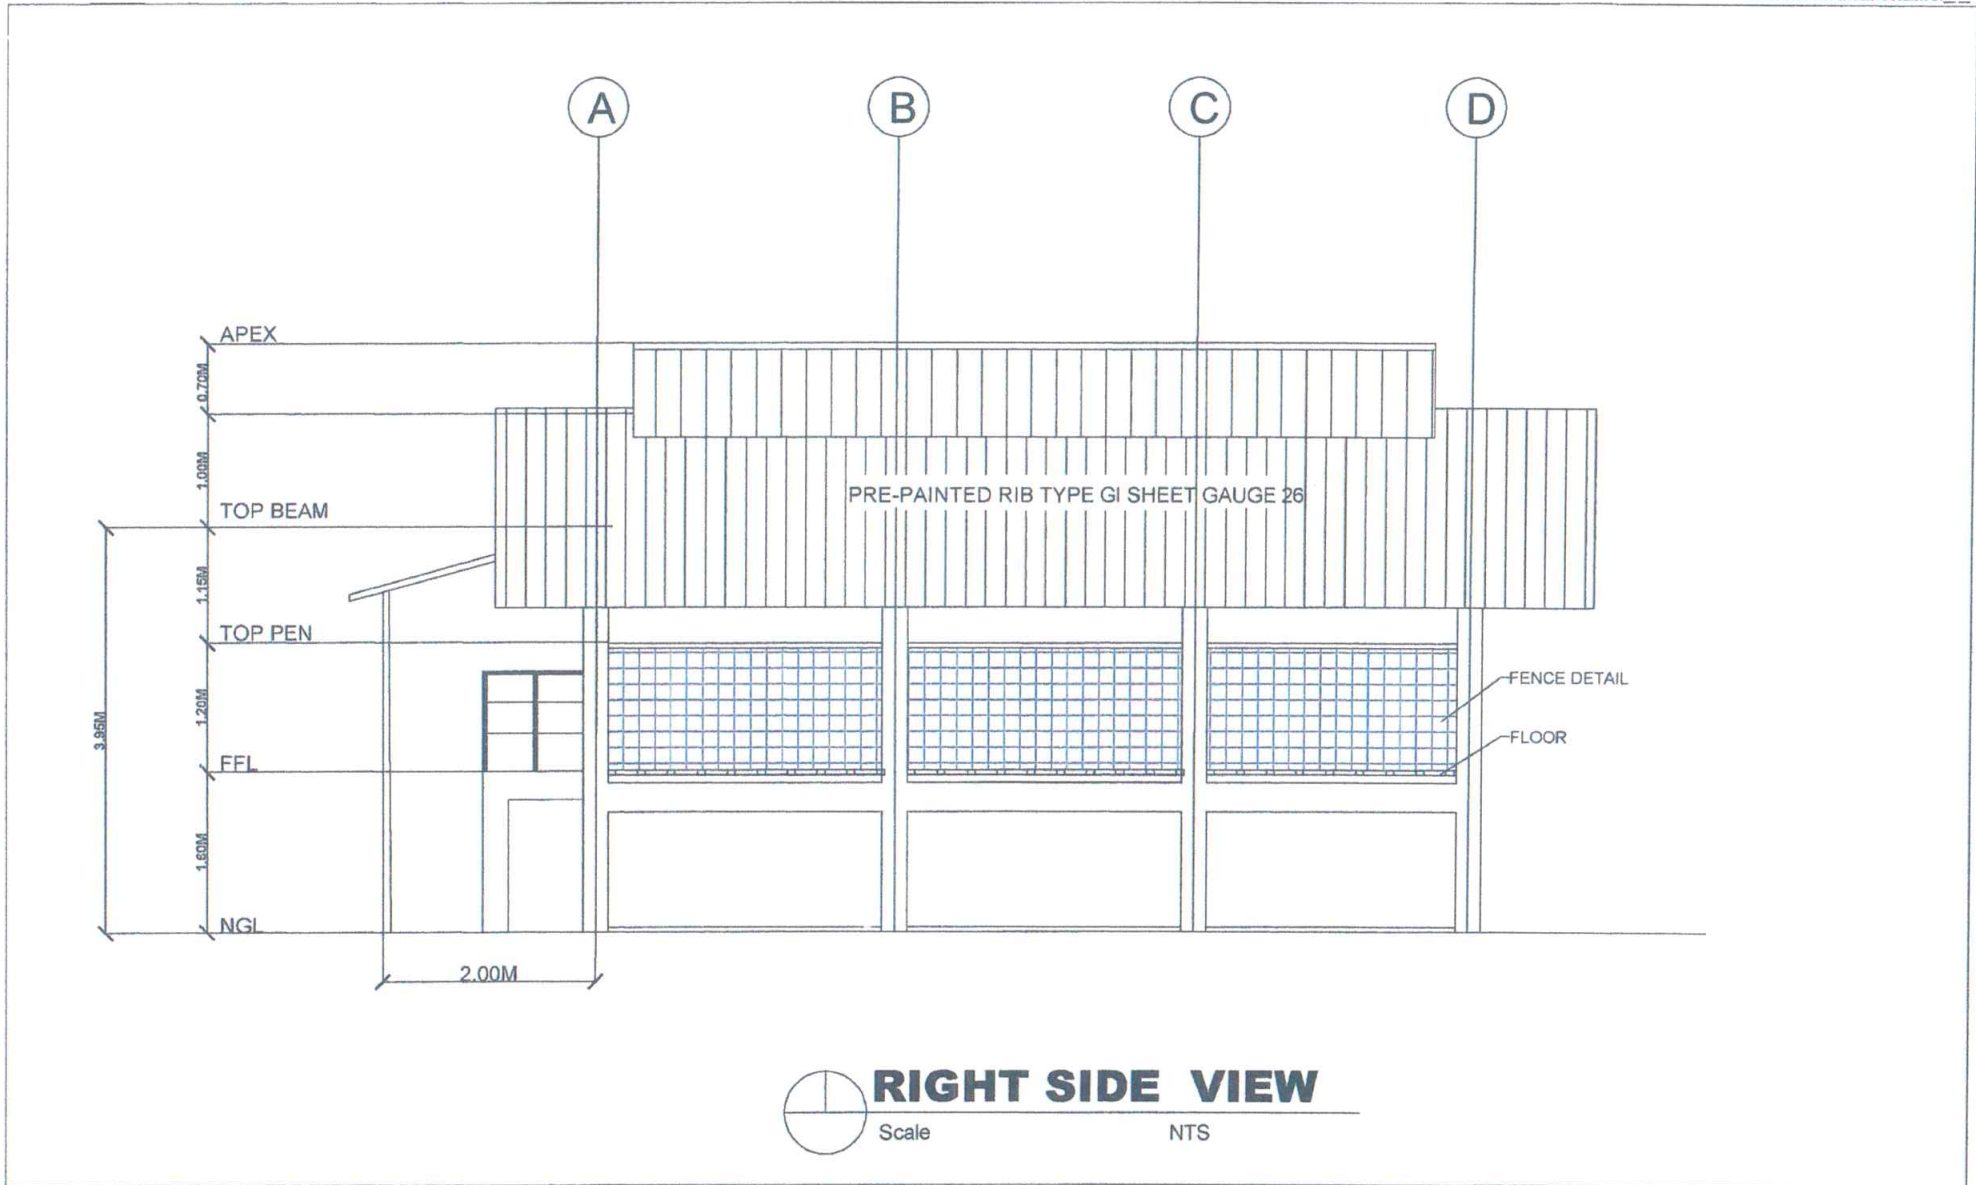 A
B
C
D
APEX
0.70M
1.00M
PRE-PAINTED RIB TYPE GI SHEET GAUGE 26
TOP BEAM
1.15M
TOP PEN
FENCE DETAIL
1.20M
3.95M
FLOOR
FFL
1.60M
NGL
2.00M
RIGHT SIDE VIEW
Scale NTS